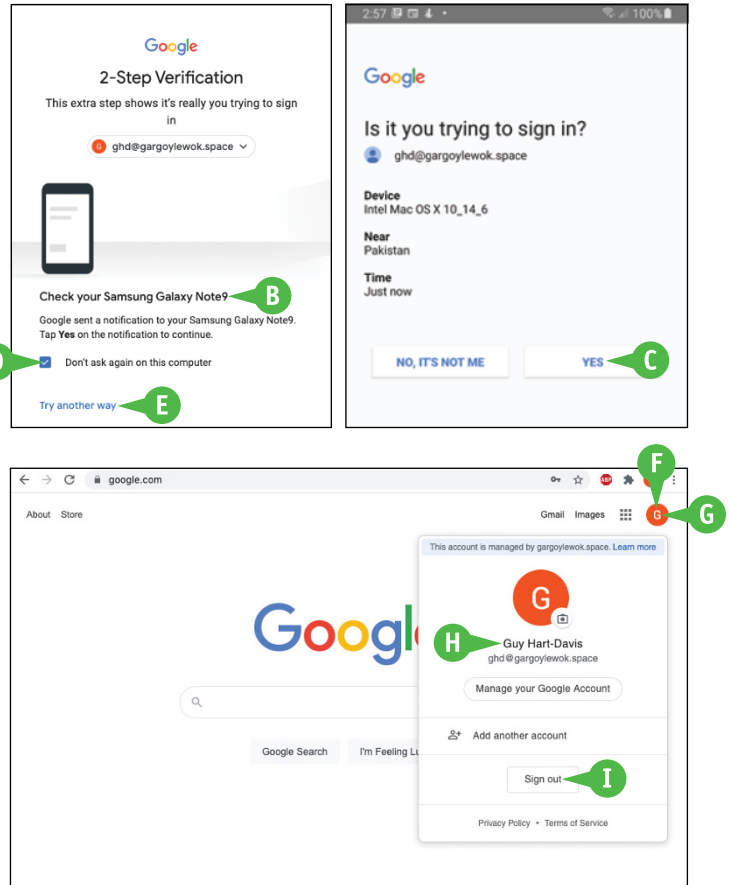 Google
2-Step Verification
This extra step shows it's really you trying to sign
in
G ghd@gargoylewok.space
Check your Samsung Galaxy Note9
B
Google sent a notification to your Samsung Galaxy Note9.
Tap Yes on the notification to continue.
Don't ask again on this computer
Try another way
E
2:57
100%
Google
Is it you trying to sign in?
ghd@gargoylewok.space
Device
Intel Mac OS X 10_14_6
Near
Pakistan
Time
Just now
NO, IT'S NOT ME
YES
C
F
google.com
ABP
About Store
Gmail Images
G
G
This account is managed by gargoylewok.space. Learn more
G
Google
H
Guy Hart-Davis
ghd@gargoylewok.space
Manage your Google Account
Add another account
Google Search
I'm Feeling Lu
Sign out
I
Privacy Policy • Terms of Service